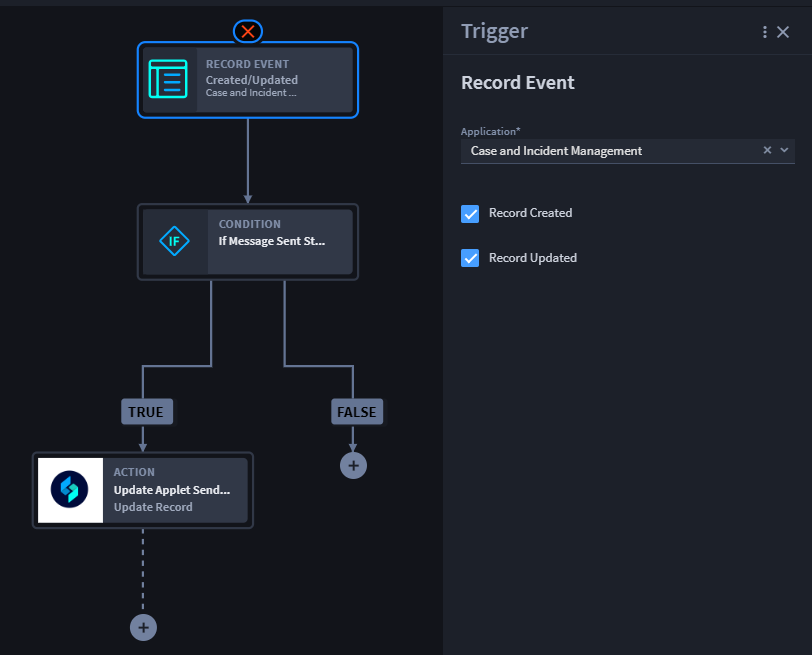 RECORD EVENT
Created/Updated
Case and Incident ...
CONDITION
IF
If Message Sent St...
TRUE
FALSE
ACTION
Update Applet Send...
Update Record
Trigger
Record Event
Application*
Case and Incident Management
Record Created
Record Updated